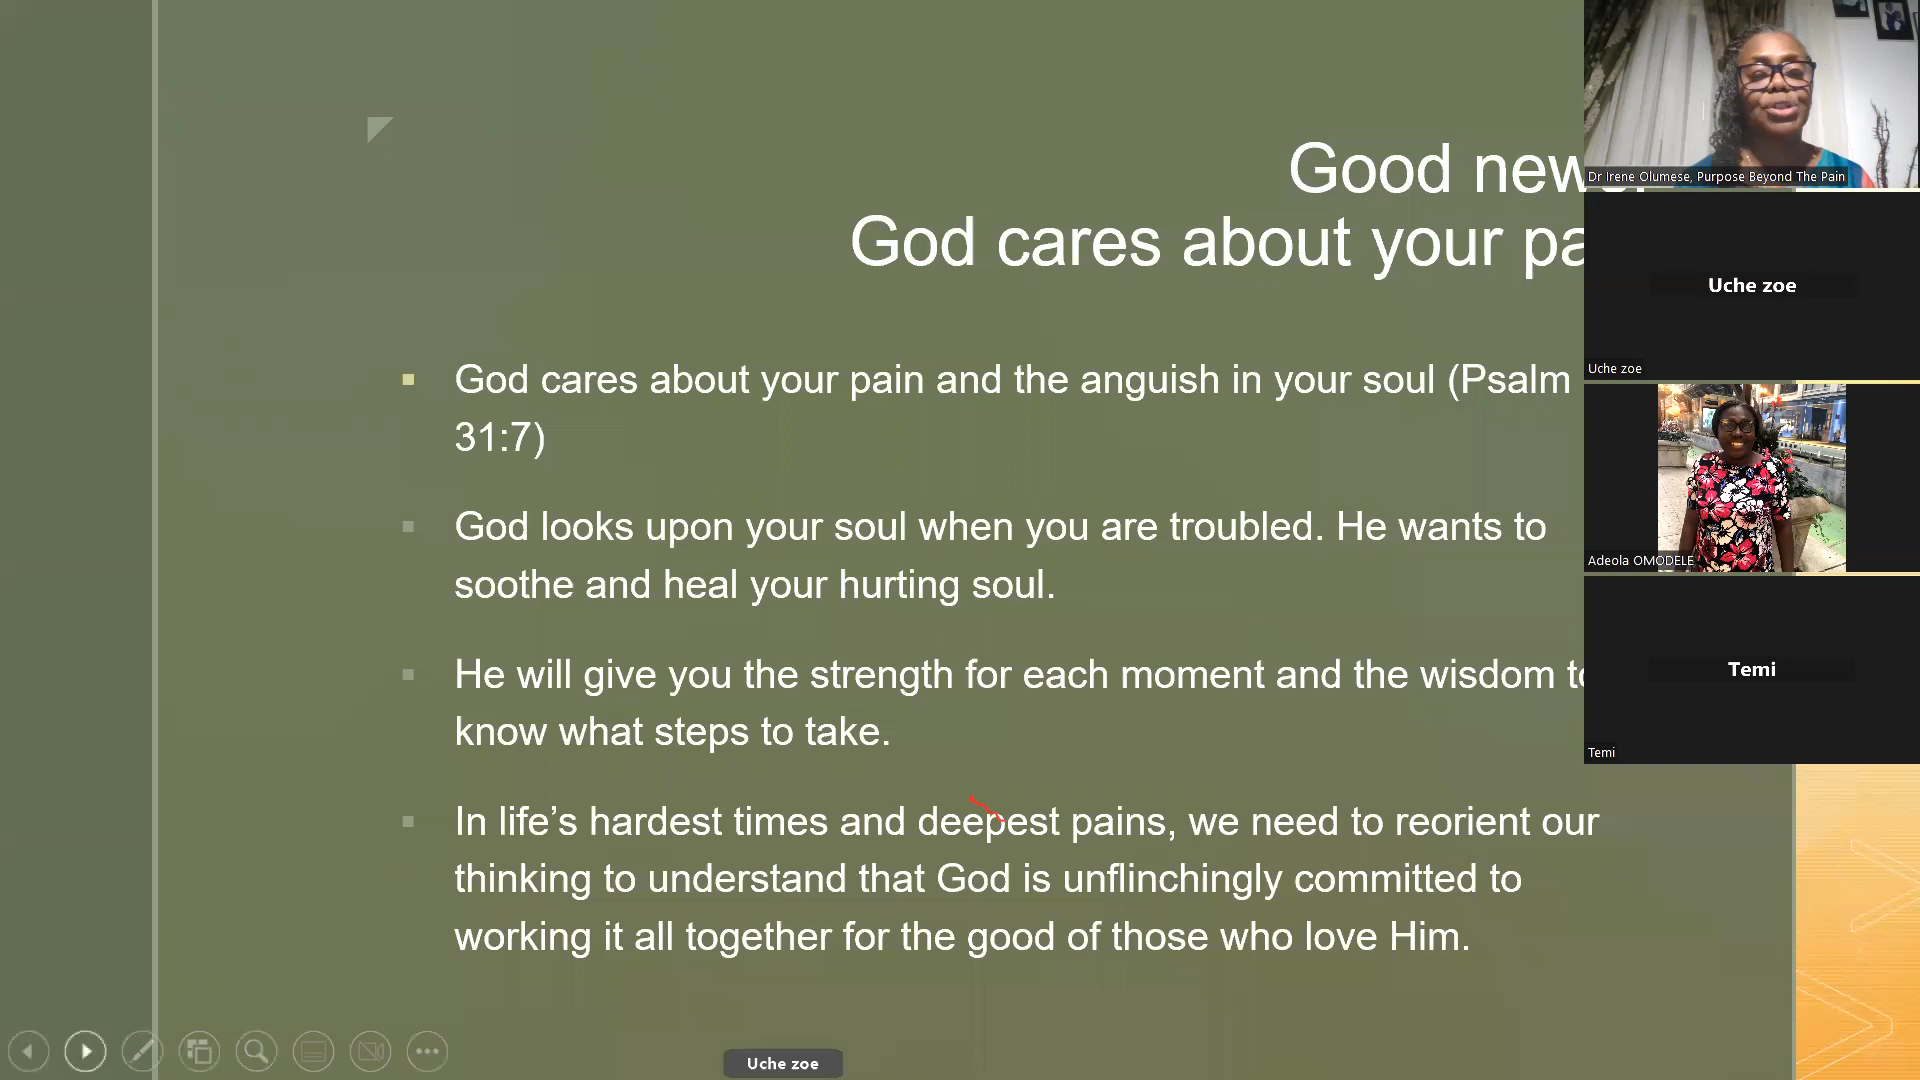 Good new
God cares about your pa
God cares about your pain and the anguish in your soul (Psalm
31:7)
God looks upon your soul when you are troubled. He wants to
soothe and heal your hurting soul.
He will give you the strength for each moment and the wisdom to
know what steps to take.
In life’s hardest times and deepest pains, we need to reorient our
thinking to understand that God is unflinchingly committed to
working it all together for the good of those who love Him.
Dr Irene Olumese, Purpose Beyond The Pain
Uche zoe
Uche zoe
Adeola OMODELE
Temi
Temi
Uche zoe